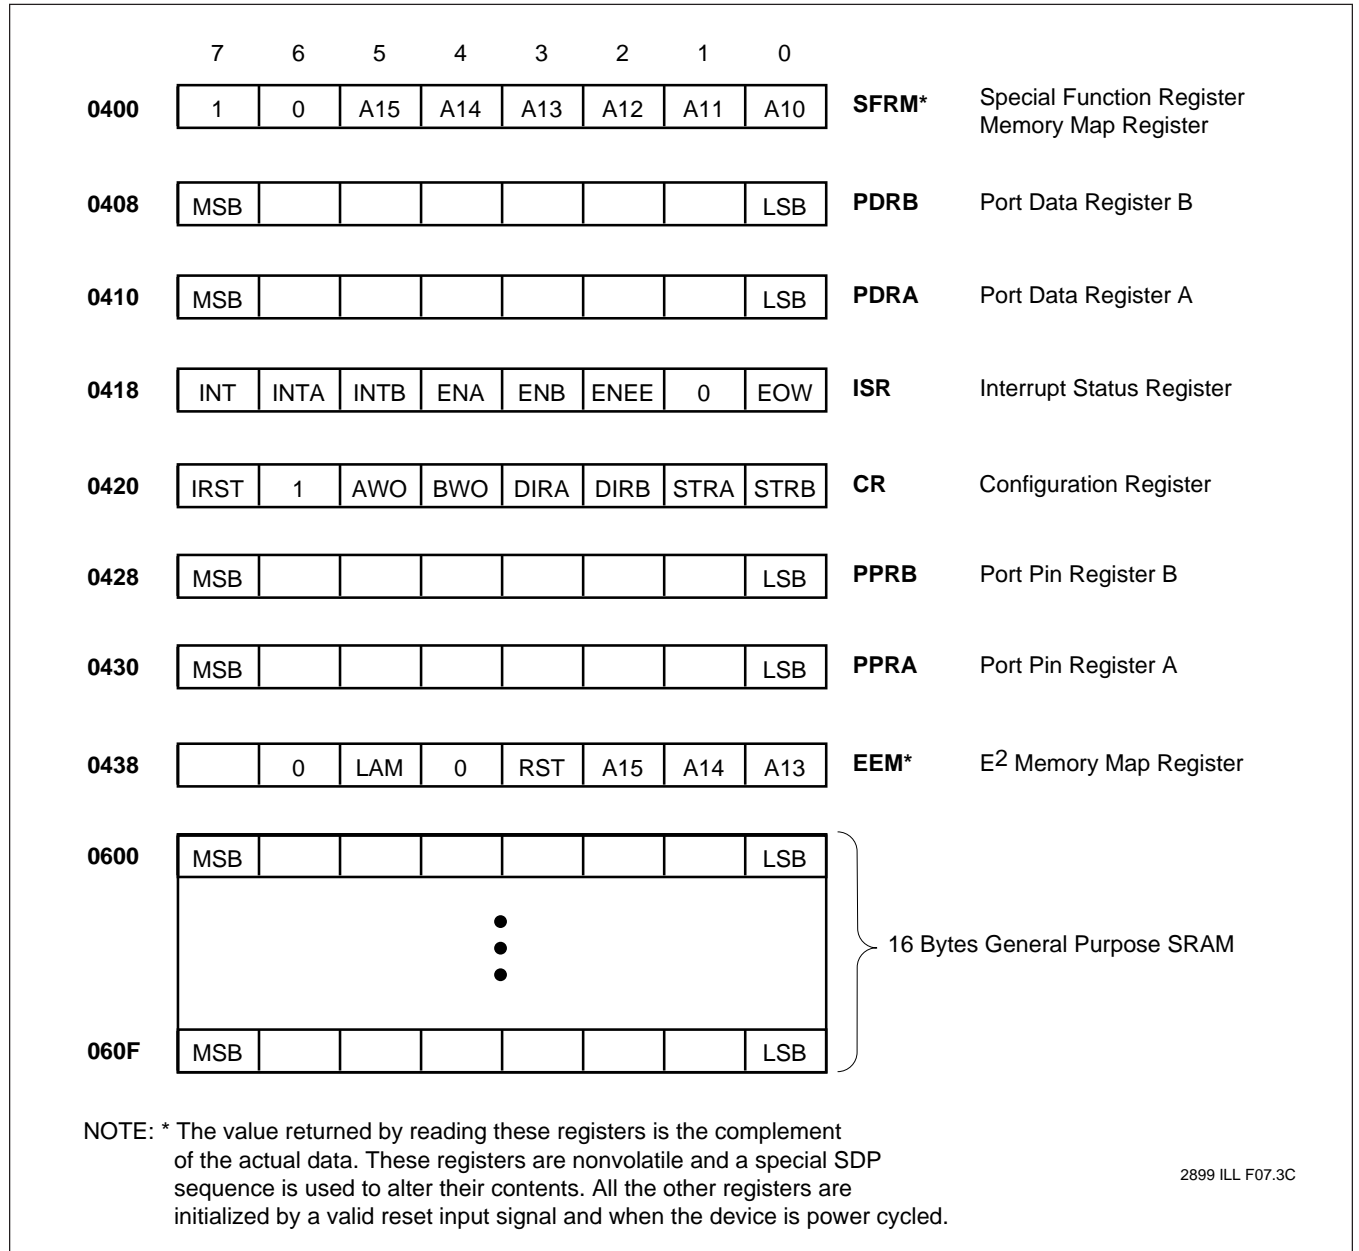 7 6 5 4 3 2 1 0
0400 1 0 A15 A14 A13 A12 A11 A10 SFRM* Special Function Register
Memory Map Register
0408 MSB LSB PDRB Port Data Register B
0410 MSB LSB PDRA Port Data Register A
0418 INT INTA INTB ENA ENB ENEE 0 EOW ISR Interrupt Status Register
0420 IRST 1 AWO BWO DIRA DIRB STRA STRB CR Configuration Register
0428 MSB LSB PPRB Port Pin Register B
0430 MSB LSB PPRA Port Pin Register A
0438 0 LAM 0 RST A15 A14 A13 EEM* E2 Memory Map Register
0600 MSB LSB
16 Bytes General Purpose SRAM
060F MSB LSB
NOTE: * The value returned by reading these registers is the complement
of the actual data. These registers are nonvolatile and a special SDP
sequence is used to alter their contents. All the other registers are
initialized by a valid reset input signal and when the device is power cycled.
2899 ILL F07.3C